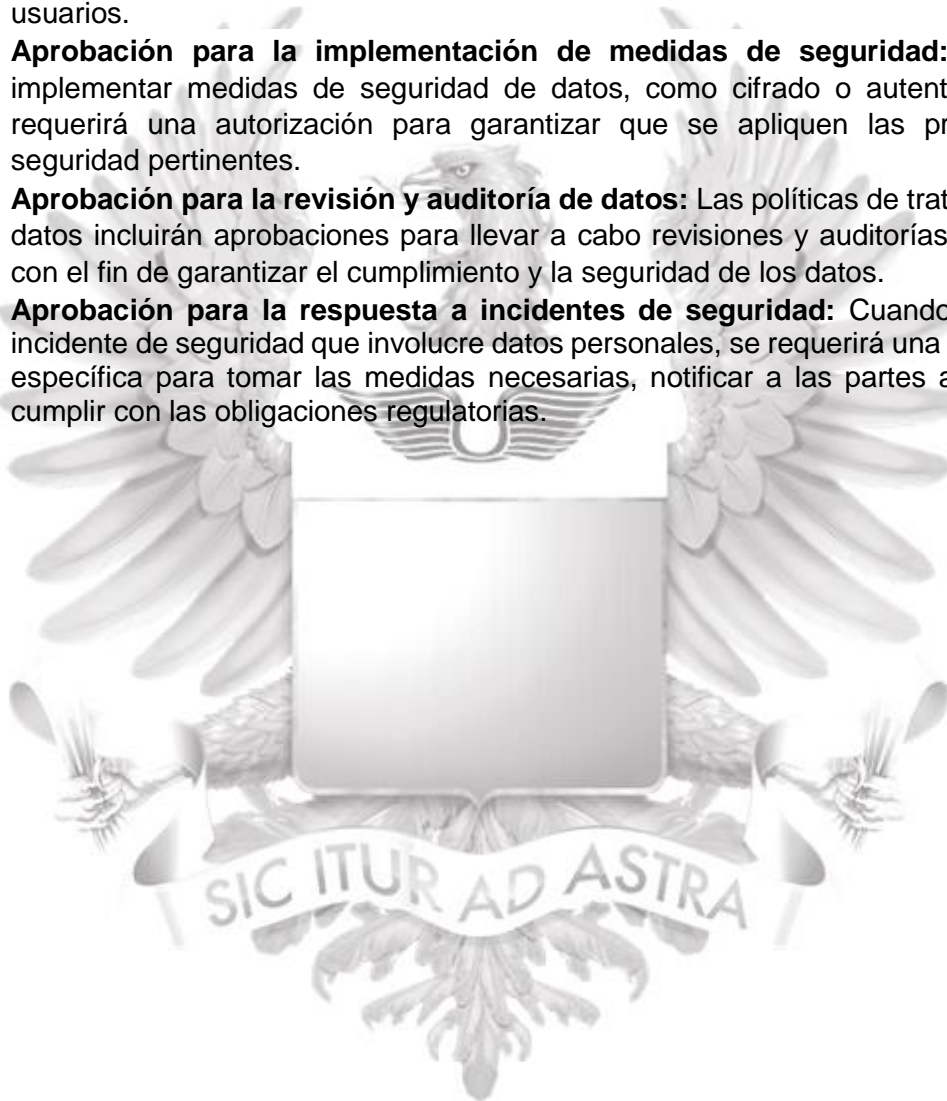 usuarios.
Aprobación para la implementación de medidas de seguridad:
implementar medidas de seguridad de datos, como cifrado o autent
requerirá una autorización para garantizar que se apliquen las pr
seguridad pertinentes.
Aprobación para la revisión y auditoría de datos: Las políticas de trat
datos incluirán aprobaciones para llevar a cabo revisiones y auditorías
con el fin de garantizar el cumplimiento y la seguridad de los datos.
Aprobación para la respuesta a incidentes de seguridad: Cuando
incidente de seguridad que involucre datos personales, se requerirá una
específica para tomar las medidas necesarias, notificar a las partes a
cumplir con las obligaciones regulatorias.
SIC ITUR AD ASTRA